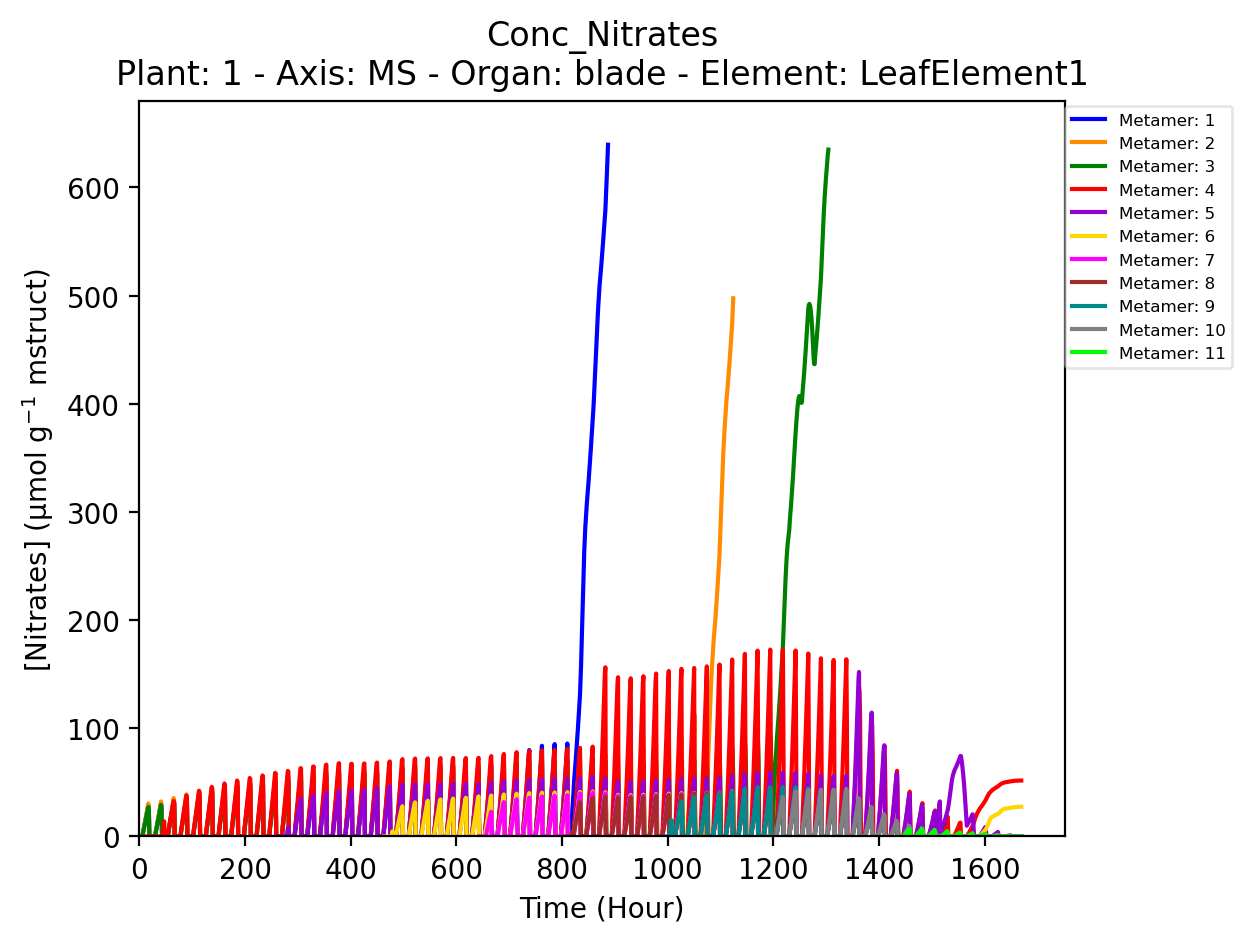 Conc_Nitrates
Plant: 1 - Axis: MS - Organ: blade - Element: LeafElement1
Metamer: 1
Metamer: 2
Metamer: 3
Metamer: 4
Metamer: 5
Metamer: 6
Metamer: 7
Metamer: 8
Metamer: 9
Metamer: 10
Metamer: 11
[Nitrates] (µmol g⁻¹ mstruct)
600
500
400
300
200
100
0
0 200 400 600 800 1000 1200 1400 1600
Time (Hour)